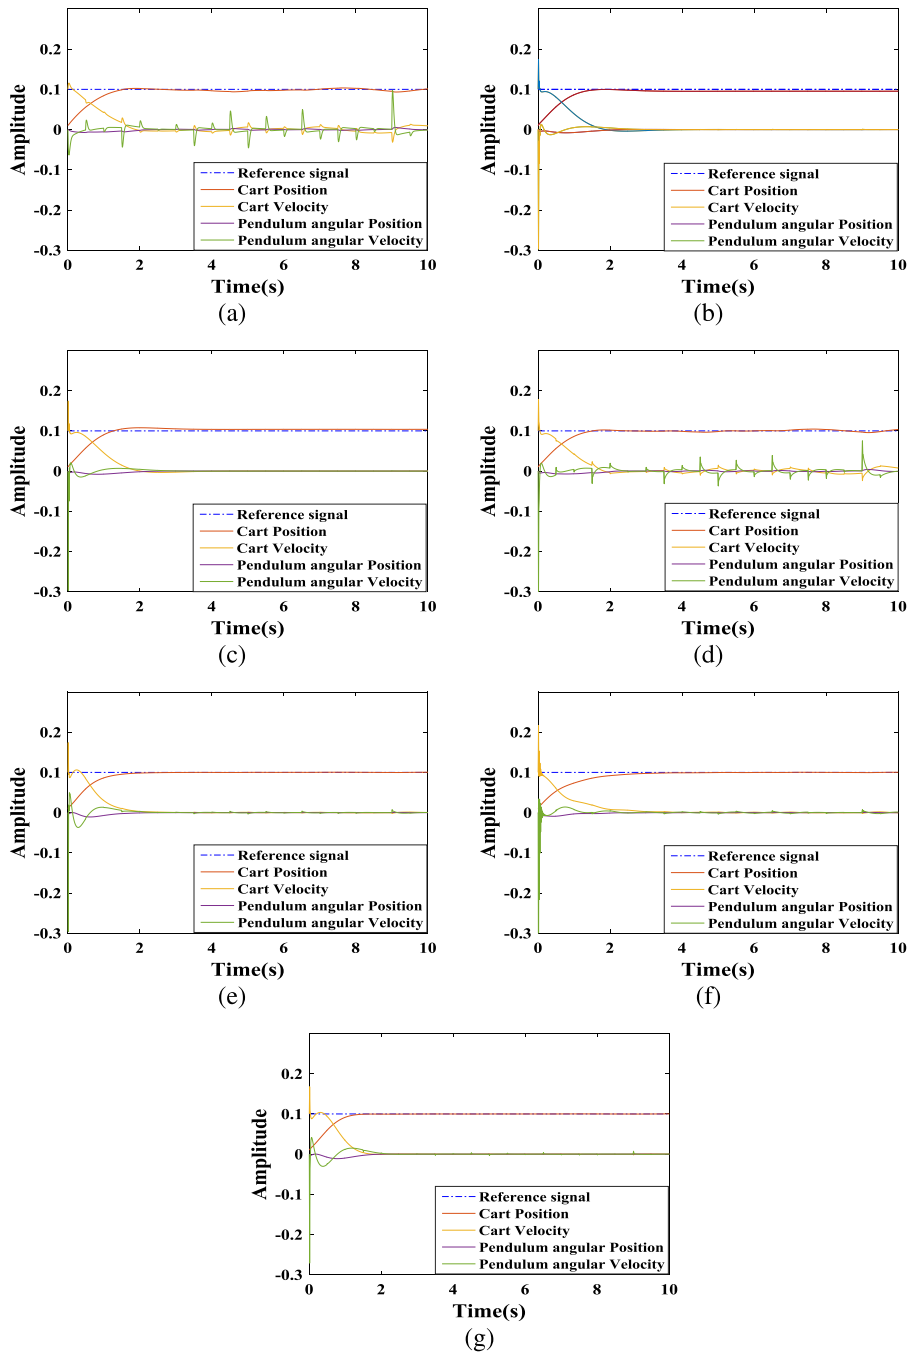 0.2
0.1
0
-0.1
-0.2
-0.3
Amplitude
Reference signal
Cart Position
Cart Velocity
Pendulum angular Position
Pendulum angular Velocity
0 2 4 6 8 10
Time(s)
(a)
0.2
0.1
0
-0.1
-0.2
-0.3
Amplitude
Reference signal
Cart Position
Cart Velocity
Pendulum angular Position
Pendulum angular Velocity
0 2 4 6 8 10
Time(s)
(b)
0.2
0.1
0
-0.1
-0.2
-0.3
Amplitude
Reference signal
Cart Position
Cart Velocity
Pendulum angular Position
Pendulum angular Velocity
0 2 4 6 8 10
Time(s)
(c)
0.2
0.1
0
-0.1
-0.2
-0.3
Amplitude
Reference signal
Cart Position
Cart Velocity
Pendulum angular Position
Pendulum angular Velocity
0 2 4 6 8 10
Time(s)
(d)
0.2
0.1
0
-0.1
-0.2
-0.3
Amplitude
Reference signal
Cart Position
Cart Velocity
Pendulum angular Position
Pendulum angular Velocity
0 2 4 6 8 10
Time(s)
(e)
0.2
0.1
0
-0.1
-0.2
-0.3
Amplitude
Reference signal
Cart Position
Cart Velocity
Pendulum angular Position
Pendulum angular Velocity
0 2 4 6 8 10
Time(s)
(f)
0.2
0.1
0
-0.1
-0.2
-0.3
Amplitude
Reference signal
Cart Position
Cart Velocity
Pendulum angular Position
Pendulum angular Velocity
0 2 4 6 8 10
Time(s)
(g)